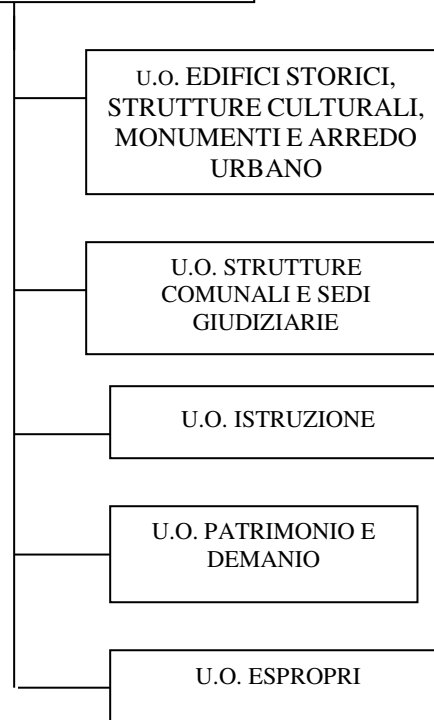 U.O. EDIFICI STORICI,
STRUTTURE CULTURALI,
MONUMENTI E ARREDO
URBANO
U.O. STRUTTURE
COMUNALI E SEDI
GIUDIZIARIE
U.O. ISTRUZIONE
U.O. PATRIMONIO E
DEMANIO
U.O. ESPROPRI